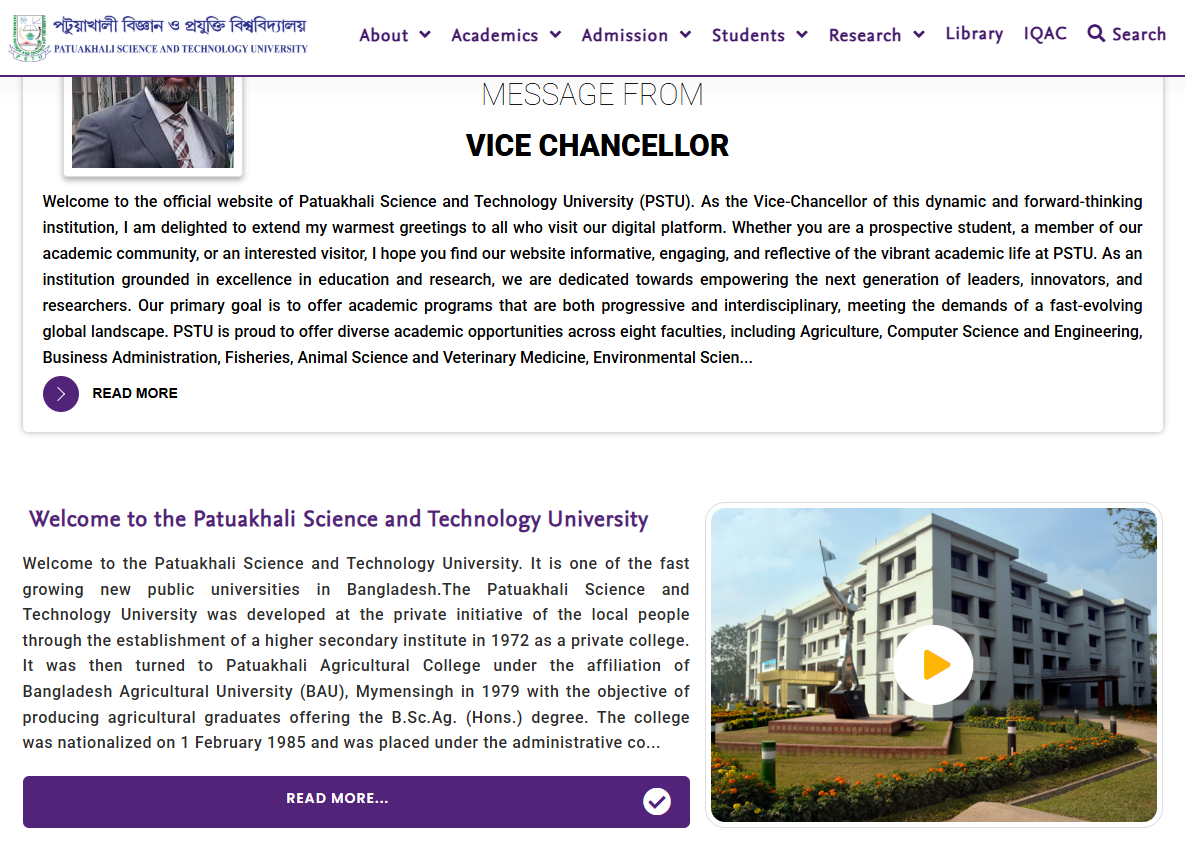 পটুয়াখালী বিজ্ঞান ও প্রযুক্তি বিশ্ববিদ্যালয়
PATUAKHALI SCIENCE AND TECHNOLOGY UNIVERSITY
About Academics Admission Students Research Library IQAC Search
MESSAGE FROM
VICE CHANCELLOR
Welcome to the official website of Patuakhali Science and Technology University (PSTU). As the Vice-Chancellor of this dynamic and forward-thinking
institution, I am delighted to extend my warmest greetings to all who visit our digital platform. Whether you are a prospective student, a member of our
academic community, or an interested visitor, I hope you find our website informative, engaging, and reflective of the vibrant academic life at PSTU. As an
institution grounded in excellence in education and research, we are dedicated towards empowering the next generation of leaders, innovators, and
researchers. Our primary goal is to offer academic programs that are both progressive and interdisciplinary, meeting the demands of a fast-evolving
global landscape. PSTU is proud to offer diverse academic opportunities across eight faculties, including Agriculture, Computer Science and Engineering,
Business Administration, Fisheries, Animal Science and Veterinary Medicine, Environmental Scien...
READ MORE
Welcome to the Patuakhali Science and Technology University
Welcome to the Patuakhali Science and Technology University. It is one of the fast
growing new public universities in Bangladesh.The Patuakhali Science and
Technology University was developed at the private initiative of the local people
through the establishment of a higher secondary institute in 1972 as a private college.
It was then turned to Patuakhali Agricultural College under the affiliation of
Bangladesh Agricultural University (BAU), Mymensingh in 1979 with the objective of
producing agricultural graduates offering the B.Sc.Ag. (Hons.) degree. The college
was nationalized on 1 February 1985 and was placed under the administrative co...
READ MORE...